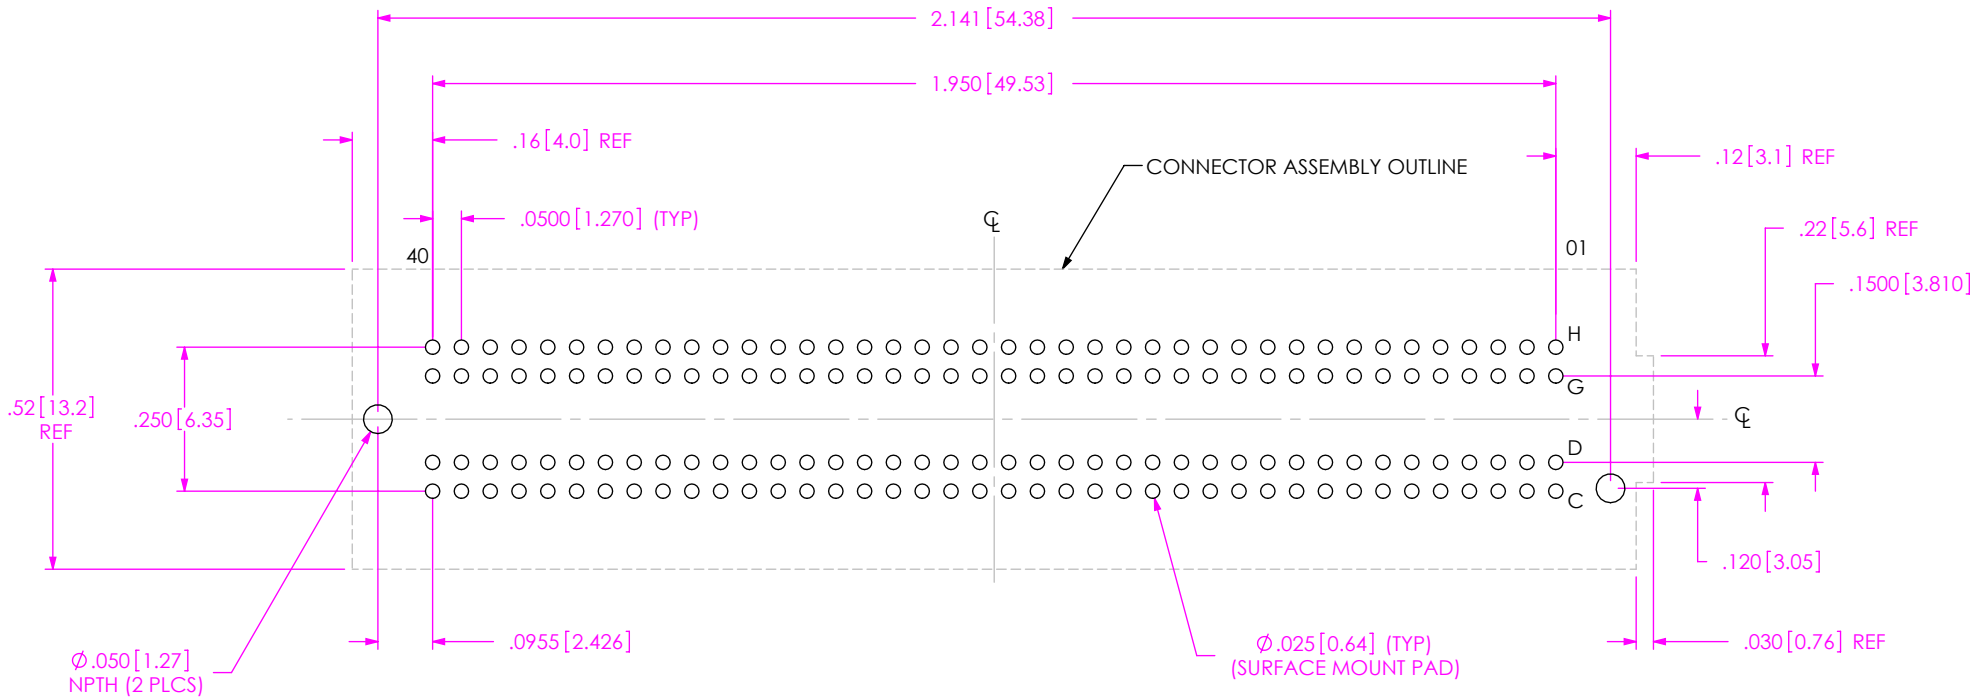 2.141[54.38]
1.950[49.53]
.16[4.0] REF
CONNECTOR ASSEMBLY OUTLINE
.12[3.1] REF
.0500[1.270] (TYP)
℄
.22[5.6] REF
40
01
.1500[3.810]
H
G
.52[13.2]
REF
.250[6.35]
℄
D
C
.120[3.05]
.0955[2.426]
Ø.025[0.64] (TYP)
(SURFACE MOUNT PAD)
.030[0.76] REF
Ø.050[1.27]
NPTH (2 PLCS)